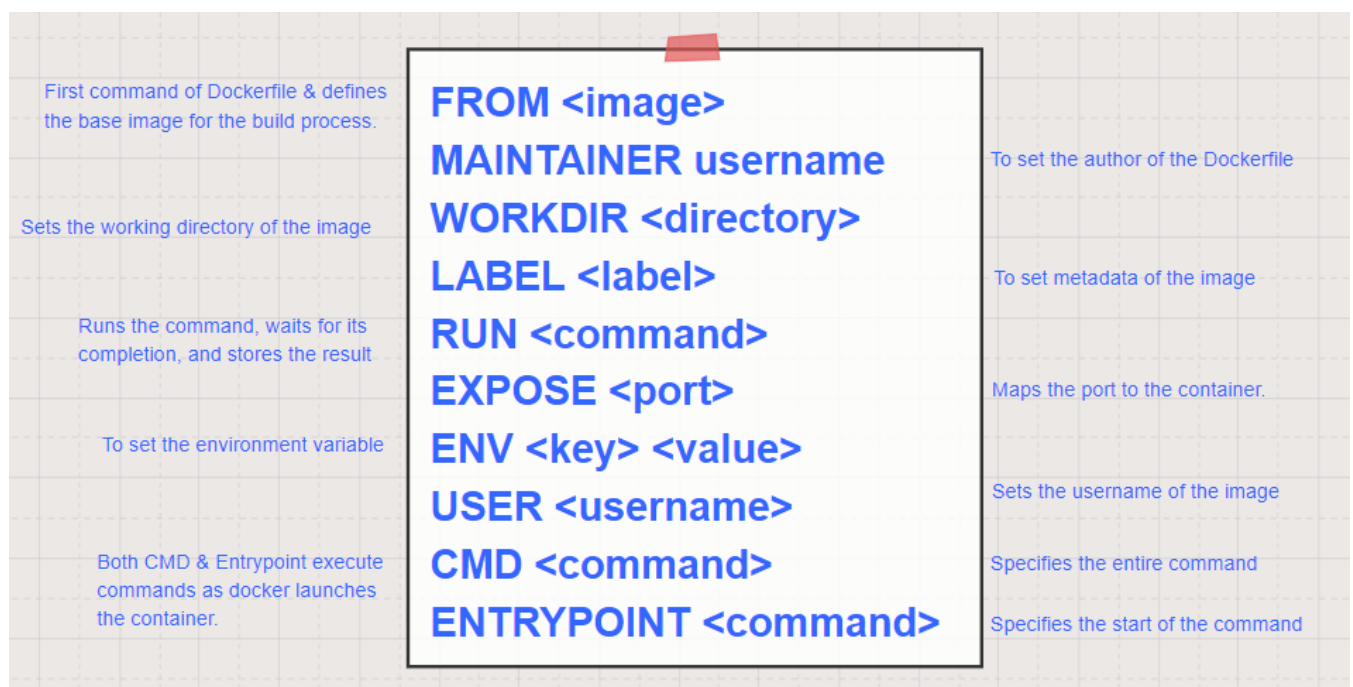 First command of Dockerfile & defines
the base image for the build process.
FROM <image>
MAINTAINER username
To set the author of the Dockerfile
Sets the working directory of the image
WORKDIR <directory>
LABEL <label>
To set metadata of the image
Runs the command, waits for its
completion, and stores the result
RUN <command>
EXPOSE <port>
Maps the port to the container.
To set the environment variable
ENV <key> <value>
USER <username>
Sets the username of the image
Both CMD & Entrypoint execute
commands as docker launches
the container.
CMD <command>
Specifies the entire command
ENTRYPOINT <command>
Specifies the start of the command